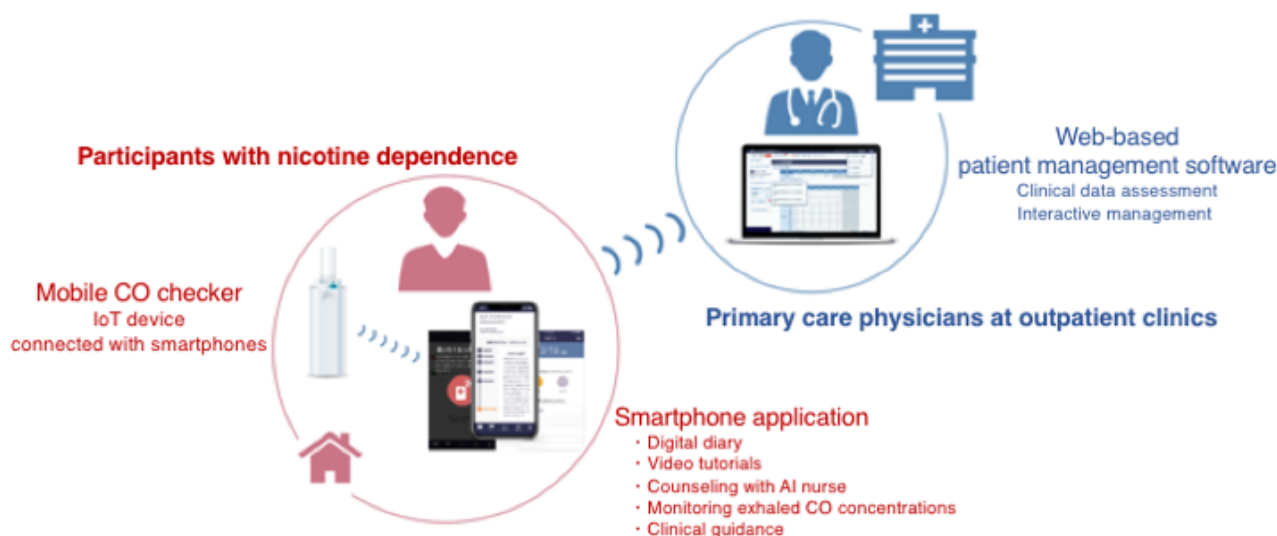 Participants with nicotine dependence
Mobile CO checker
IoT device
connected with smartphones
Web-based
patient management software
Clinical data assessment
Interactive management
Primary care physicians at outpatient clinics
Smartphone application
・Digital diary
・Video tutorials
・Counseling with AI nurse
・Monitoring exhaled CO concentrations
・Clinical guidance